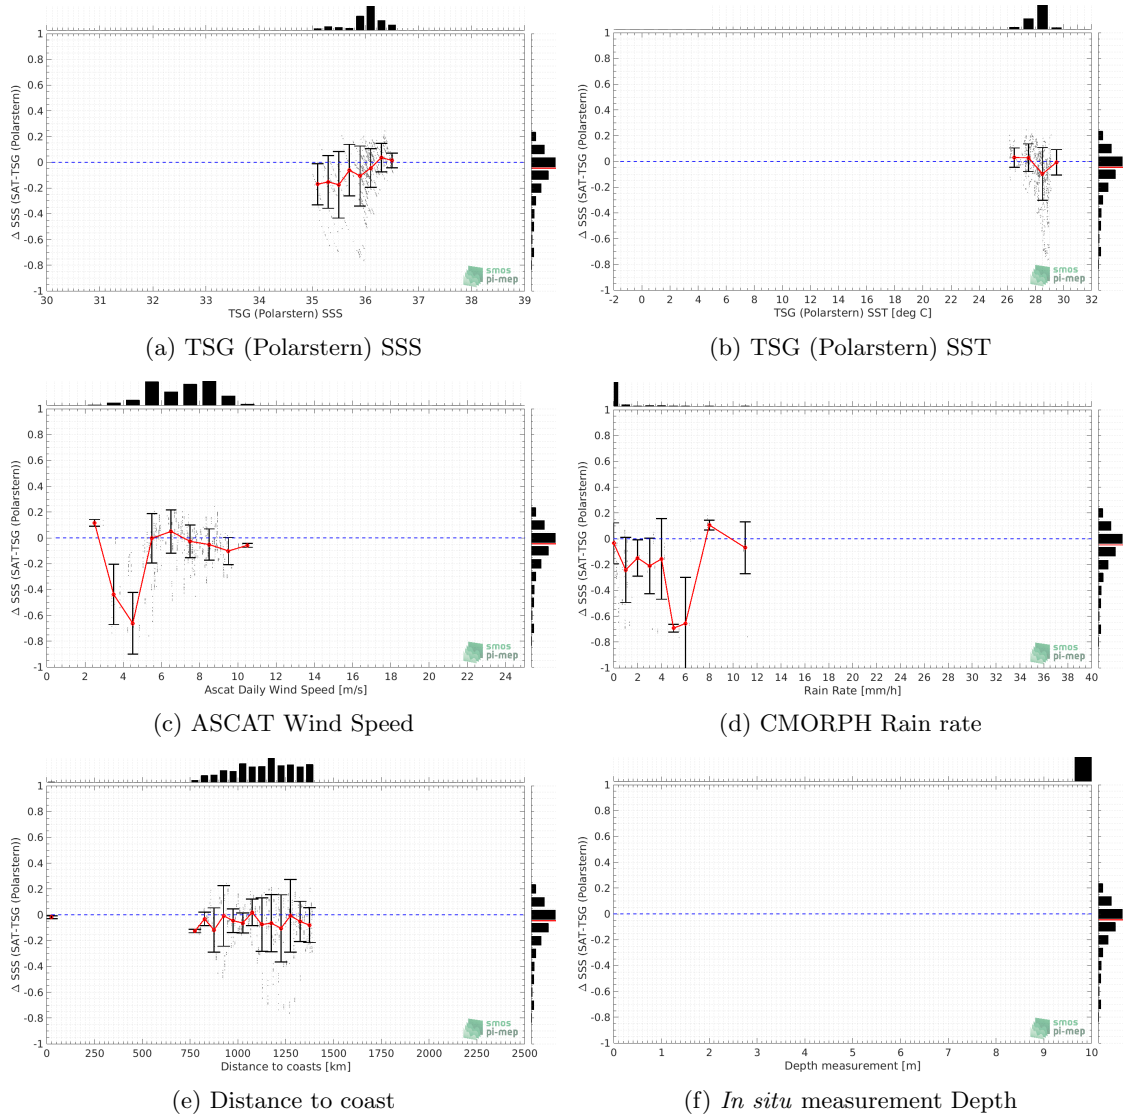 1
0.8
0.6
0.4
0.2
0
-0.2
-0.4
-0.6
-0.8
-1
Δ SSS (SAT-TSG (Polarstern))
30 31 32 33 34 35 36 37 38 39
TSG (Polarstern) SSS
smos
pi-mep
(a) TSG (Polarstern) SSS
1
0.8
0.6
0.4
0.2
0
-0.2
-0.4
-0.6
-0.8
-1
Δ SSS (SAT-TSG (Polarstern))
-2 0 2 4 6 8 10 12 14 16 18 20 22 24 26 28 30 32
TSG (Polarstern) SST [deg C]
smos
pi-mep
(b) TSG (Polarstern) SST
1
0.8
0.6
0.4
0.2
0
-0.2
-0.4
-0.6
-0.8
-1
Δ SSS (SAT-TSG (Polarstern))
0 2 4 6 8 10 12 14 16 18 20 22 24
Ascat Daily Wind Speed [m/s]
smos
pi-mep
(c) ASCAT Wind Speed
1
0.8
0.6
0.4
0.2
0
-0.2
-0.4
-0.6
-0.8
-1
Δ SSS (SAT-TSG (Polarstern))
0 2 4 6 8 10 12 14 16 18 20 22 24 26 28 30 32 34 36 38 40
Rain Rate [mm/h]
smos
pi-mep
(d) CMORPH Rain rate
1
0.8
0.6
0.4
0.2
0
-0.2
-0.4
-0.6
-0.8
-1
Δ SSS (SAT-TSG (Polarstern))
0 250 500 750 1000 1250 1500 1750 2000 2250 2500
Distance to coasts [km]
smos
pi-mep
(e) Distance to coast
1
0.8
0.6
0.4
0.2
0
-0.2
-0.4
-0.6
-0.8
-1
Δ SSS (SAT-TSG (Polarstern))
0 1 2 3 4 5 6 7 8 9 10
Depth measurement [m]
smos
pi-mep
(f) In situ measurement Depth